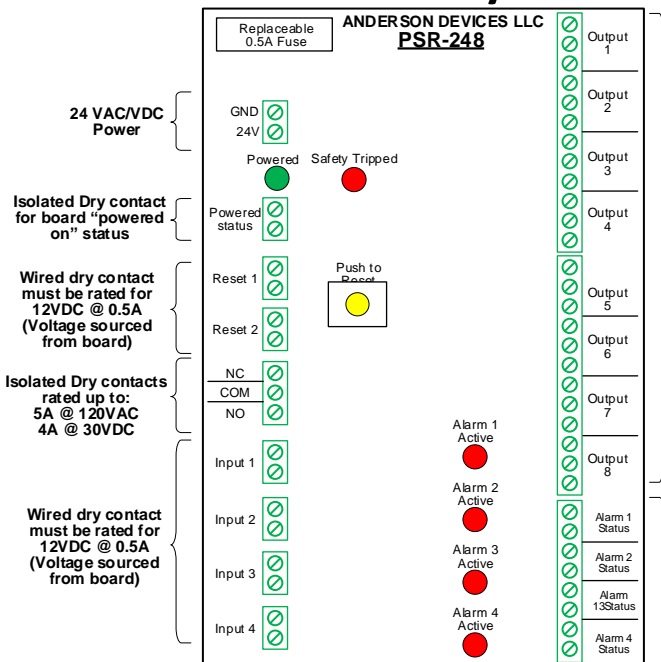 Replaceable
0.5A Fuse
ANDERSON DEVICES LLC
PSR-248
24 VAC/VDC
Power
GND
24V
Powered
Safety Tripped
Isolated Dry contact
for board “powered
on” status
Powered
status
Wired dry contact
must be rated for
12VDC @ 0.5A
(Voltage sourced
from board)
Reset 1
Reset 2
Push to
Reset
Isolated Dry contacts
rated up to:
5A @ 120VAC
4A @ 30VDC
NC
COM
NO
Wired dry contact
must be rated for
12VDC @ 0.5A
(Voltage sourced
from board)
Input 1
Input 2
Input 3
Input 4
Alarm 1
Active
Alarm 2
Active
Alarm 3
Active
Alarm 4
Active
Output
1
Output
2
Output
3
Output
4
Output
5
Output
6
Output
7
Output
8
Alarm 1
Status
Alarm 2
Status
Alarm
13Status
Alarm 4
Status